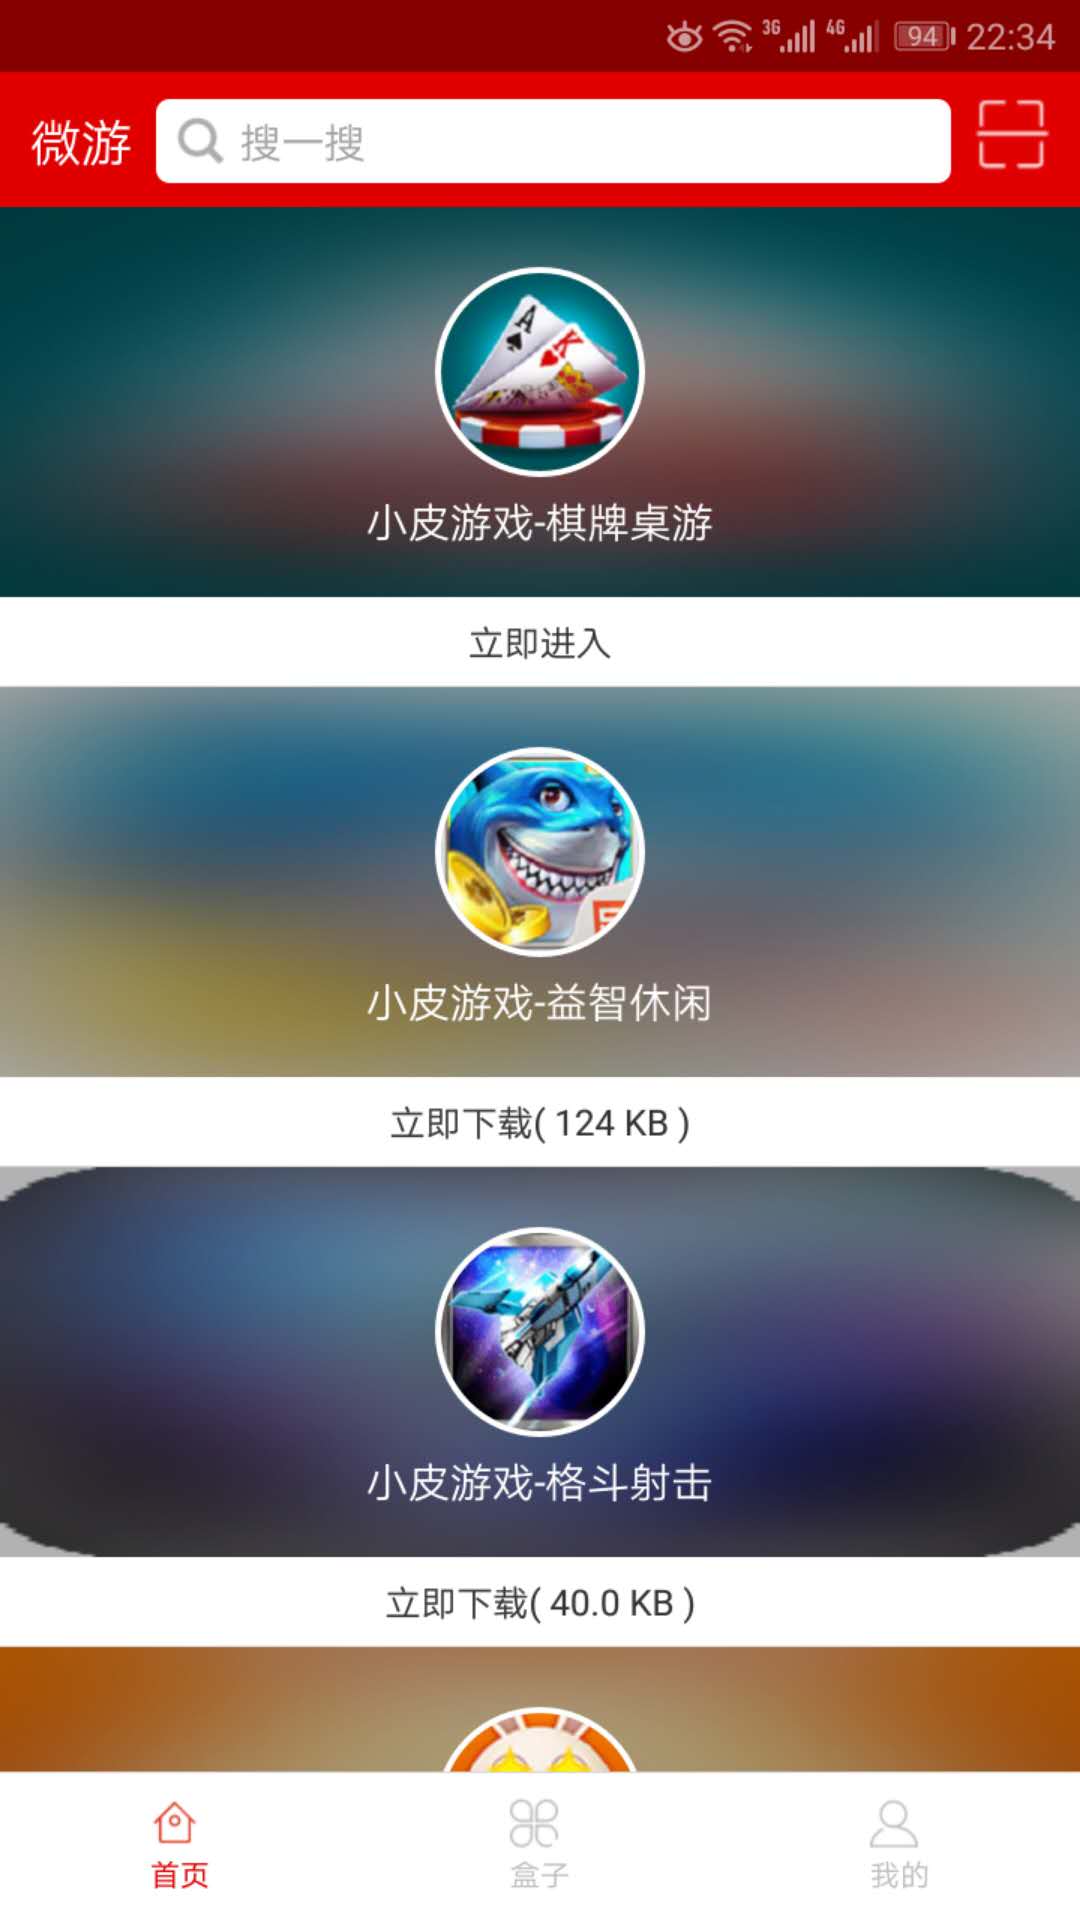 3G 4G 94 22:34
微游 搜一搜
A K
小皮游戏-棋牌桌游
立即进入
小皮游戏-益智休闲
立即下载( 124 KB )
小皮游戏-格斗射击
立即下载( 40.0 KB )
首页 盒子 我的